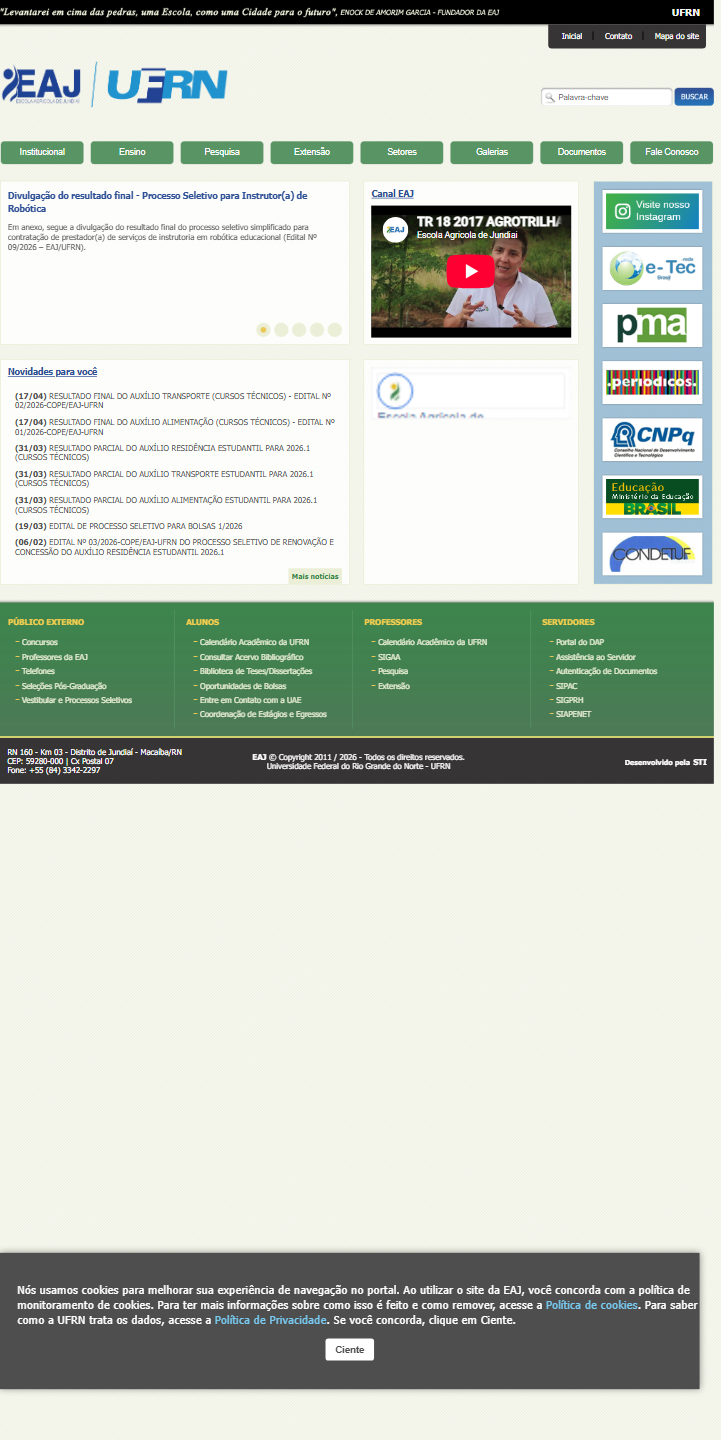 "Levantarei em cima das pedras, uma Escola, como uma Cidade para o futuro", ENOCK DE AMORIM GARCIA - FUNDADOR DA EAJ
UFRN
Inicial
Contato
Mapa do site
EAJ
ESCOLA AGRÍCOLA DE JUNDIAÍ
UFRN
Palavra-chave
BUSCAR
Institucional
Ensino
Pesquisa
Extensão
Setores
Galerias
Documentos
Fale Conosco
Divulgação do resultado final - Processo Seletivo para Instrutor(a) de
Robótica
Em anexo, segue a divulgação do resultado final do processo seletivo simplificado para
contratação de prestador(a) de serviços de instrutoria em robótica educacional (Edital Nº
09/2026 – EAJ/UFRN).
Canal EAJ
EAJ
TR 18 2017 AGROTRILHA
Escola Agrícola de Jundiaí
Visite nosso
Instagram
rede
e-Tec
Brasil
pma
.periodicos.
CNPq
Conselho Nacional de Desenvolvimento
Científico e Tecnológico
Educação
Ministério da Educação
BRASIL
CONDETUF
Novidades para você
(17/04) RESULTADO FINAL DO AUXÍLIO TRANSPORTE (CURSOS TÉCNICOS) - EDITAL Nº
02/2026-COPE/EAJ-UFRN
(17/04) RESULTADO FINAL DO AUXÍLIO ALIMENTAÇÃO (CURSOS TÉCNICOS) - EDITAL Nº
01/2026-COPE/EAJ-UFRN
(31/03) RESULTADO PARCIAL DO AUXÍLIO RESIDÊNCIA ESTUDANTIL PARA 2026.1
(CURSOS TÉCNICOS)
(31/03) RESULTADO PARCIAL DO AUXÍLIO TRANSPORTE ESTUDANTIL PARA 2026.1
(CURSOS TÉCNICOS)
(31/03) RESULTADO PARCIAL DO AUXÍLIO ALIMENTAÇÃO ESTUDANTIL PARA 2026.1
(CURSOS TÉCNICOS)
(19/03) EDITAL DE PROCESSO SELETIVO PARA BOLSAS 1/2026
(06/02) EDITAL Nº 03/2026-COPE/EAJ-UFRN DO PROCESSO SELETIVO DE RENOVAÇÃO E
CONCESSÃO DO AUXÍLIO RESIDÊNCIA ESTUDANTIL 2026.1
Mais notícias
Escola Agrícola de
PÚBLICO EXTERNO
Concursos
Professores da EAJ
Telefones
Seleções Pós-Graduação
Vestibular e Processos Seletivos
ALUNOS
Calendário Acadêmico da UFRN
Consultar Acervo Bibliográfico
Biblioteca de Teses/Dissertações
Oportunidades de Bolsas
Entre em Contato com a UAE
Coordenação de Estágios e Egressos
PROFESSORES
Calendário Acadêmico da UFRN
SIGAA
Pesquisa
Extensão
SERVIDORES
Portal do DAP
Assistência ao Servidor
Autenticação de Documentos
SIPAC
SIGPRH
SIAPENET
RN 160 - Km 03 - Distrito de Jundiaí - Macaíba/RN
CEP: 59280-000 | Cx Postal 07
Fone: +55 (84) 3342-2297
EAJ © Copyright 2011 / 2026 - Todos os direitos reservados.
Universidade Federal do Rio Grande do Norte - UFRN
Desenvolvido pela STI
Nós usamos cookies para melhorar sua experiência de navegação no portal. Ao utilizar o site da EAJ, você concorda com a política de
monitoramento de cookies. Para ter mais informações sobre como isso é feito e como remover, acesse a Política de cookies. Para saber
como a UFRN trata os dados, acesse a Política de Privacidade. Se você concorda, clique em Ciente.
Ciente